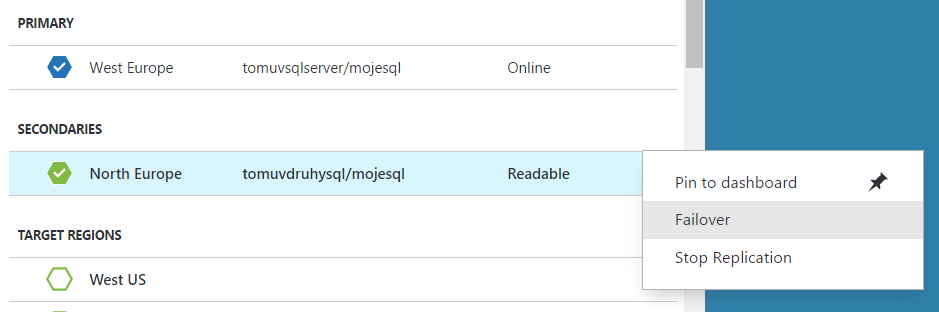 PRIMARY
West Europe tomuvsqlserver/mojesql Online
SECONDARIES
North Europe tomuvdruhysql/mojesql Readable
Pin to dashboard
Failover
Stop Replication
TARGET REGIONS
West US